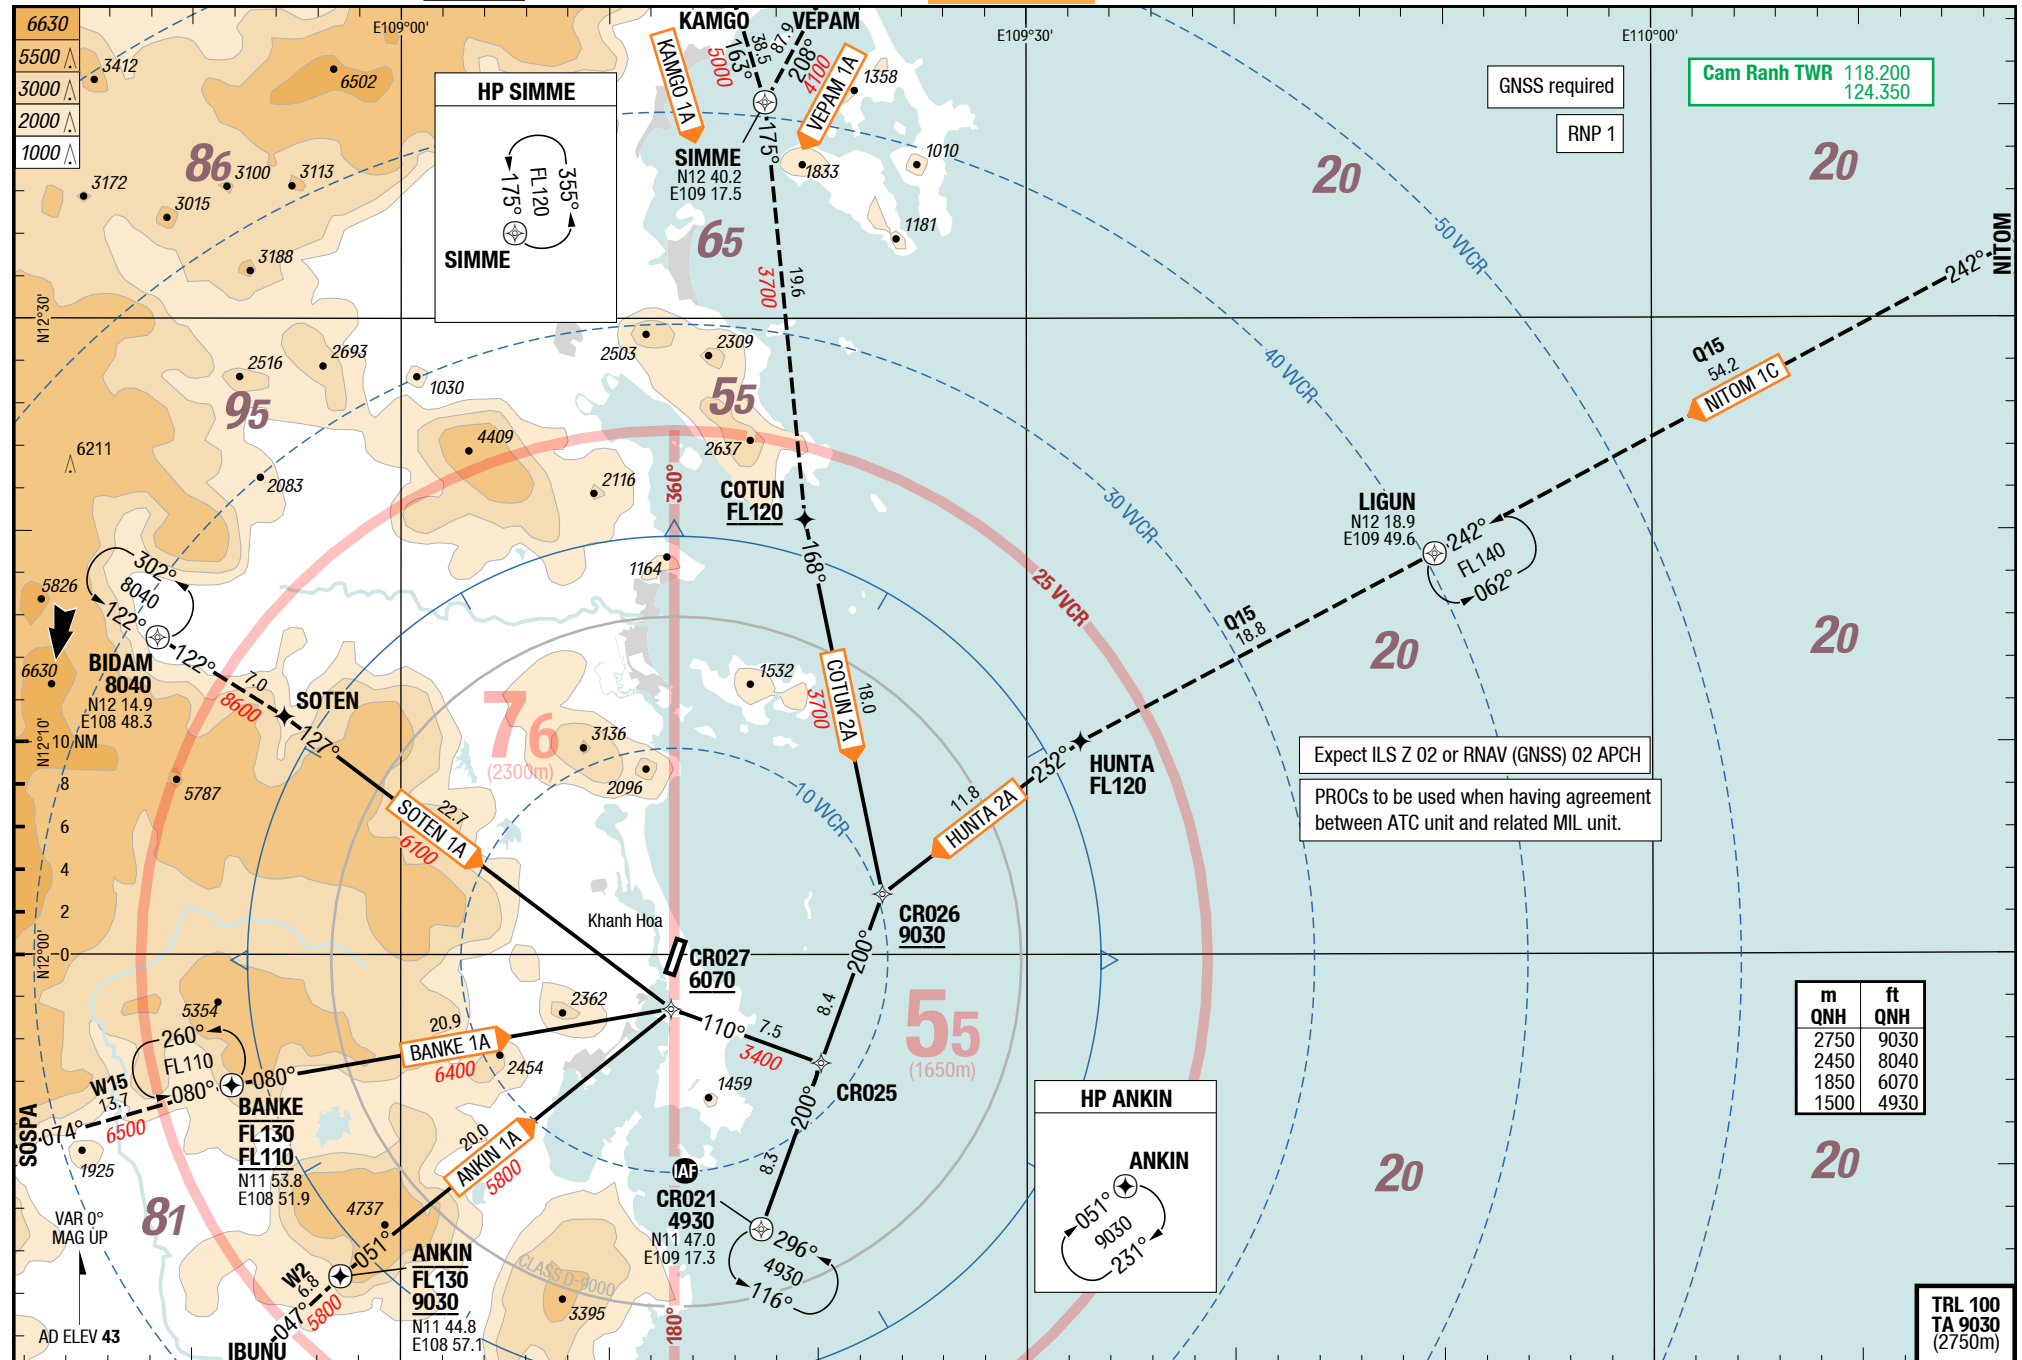 6630
5500
3000
2000
1000
3412
6502
86
3100
3113
3172
3015
3188
E109°00'
HP SIMME
175°
FL120
355°
SIMME
KAMGO
VEPAM
163°
38.5
5000
87.9
208°
4100
KAMGO 1A
VEPAM 1A
1358
1833
1010
1181
SIMME
N12 40.2
E109 17.5
175°
65
19.6
3700
E109°30'
E110°00'
GNSS required
RNP 1
Cam Ranh TWR 118.200
124.350
20
20
50 VVCR
NITOM
242°
N12°30'
2516
2693
1030
95
2503
2309
55
2637
4409
2116
2083
6211
40 VVCR
Q15
54.2
NITOM 1C
360°
COTUN
FL120
168°
30 VVCR
LIGUN
N12 18.9
E109 49.6
242°
FL140
062°
1164
5826
302°
8040
122°
6630
BIDAM
8040
N12 14.9
E108 48.3
122°
7.0
8600
SOTEN
127°
25 VVCR
Q15
18.8
20
20
1532
COTUN 2A
18.0
3700
N12°10'
10 NM
8
6
4
2
0
N12°00'
5787
76
(2300m)
3136
2096
10 VVCR
232°
HUNTA
FL120
11.8
HUNTA 2A
22.7
SOTEN 1A
6100
Expect ILS Z 02 or RNAV (GNSS) 02 APCH
PROCs to be used when having agreement
between ATC unit and related MIL unit.
Khanh Hoa
CR026
9030
200°
CR027
6070
8.4
5354
2362
260°
FL110
080°
080°
20.9
BANKE 1A
6400
2454
110°
7.5
3400
55
(1650m)
m ft
QNH QNH
2750 9030
2450 8040
1850 6070
1500 4930
W15
13.7
6500
074°
SOSPA
1925
BANKE
FL130
FL110
N11 53.8
E108 51.9
1459
CR025
200°
HP ANKIN
ANKIN
051°
9030
231°
20.0
ANKIN 1A
5800
IAF
CR021
4930
N11 47.0
E109 17.3
8.3
296°
4930
116°
20
20
81
VAR 0°
MAG UP
4737
051°
W2
6.8
5800
047°
IBUNU
ANKIN
FL130
9030
N11 44.8
E108 57.1
CLASS D-9000
3395
180°
AD ELEV 43
TRL 100
TA 9030
(2750m)